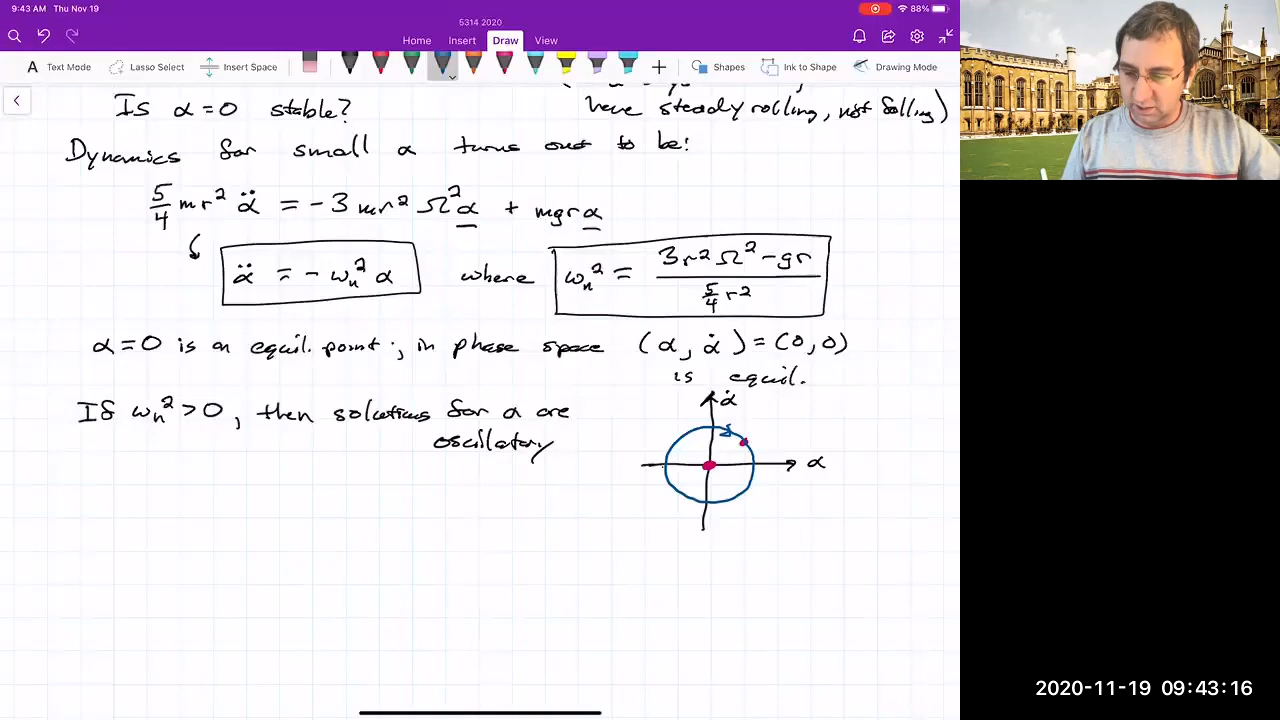 9:43 AM Thu Nov 19
88%
5314 2020
Home Insert Draw View
Text Mode Lasso Select Insert Space Shapes Ink to Shape Drawing Mode
Is α = 0 stable?
have steady rolling, not falling)
Dynamics for small α turns out to be:
5/4 mr² α̈ = -3 mr² Ω² α + mgr α
α̈ = - ωn² α where ωn² = (3r² Ω² - gr) / (5/4 r²)
α = 0 is an equil. point; in phase space (α, α̇) = (0, 0)
is equil.
If ωn² > 0, then solutions for α are
oscillatory
α̇
α
2020-11-19 09:43:16